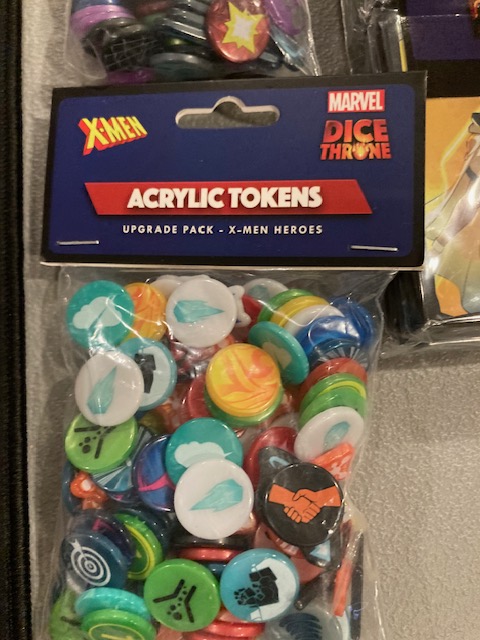 X-MEN
MARVEL
DICE
THRONE
ACRYLIC TOKENS
UPGRADE PACK - X-MEN HEROES